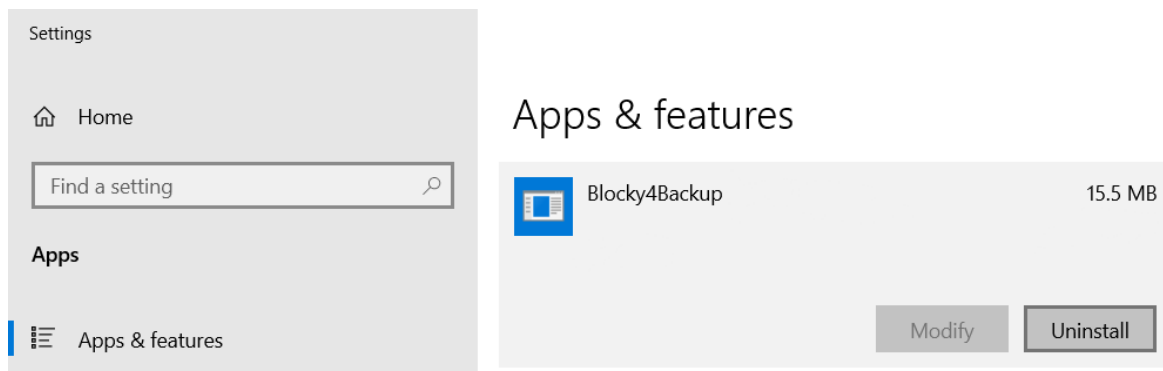 Settings
Home
Find a setting
Apps
Apps & features
Apps & features
Blocky4Backup
15.5 MB
Modify
Uninstall